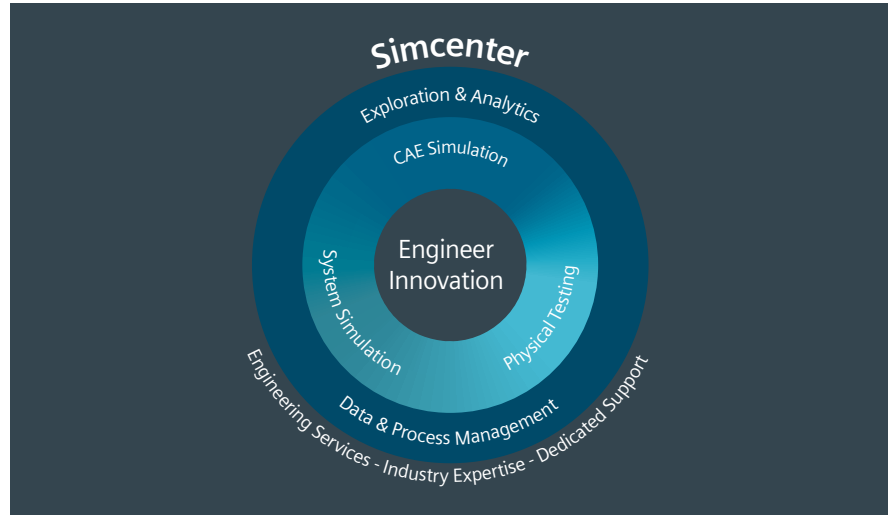 Simcenter
Exploration & Analytics
CAE Simulation
Engineer
Innovation
System Simulation
Physical Testing
Data & Process Management
Engineering Services - Industry Expertise - Dedicated Support